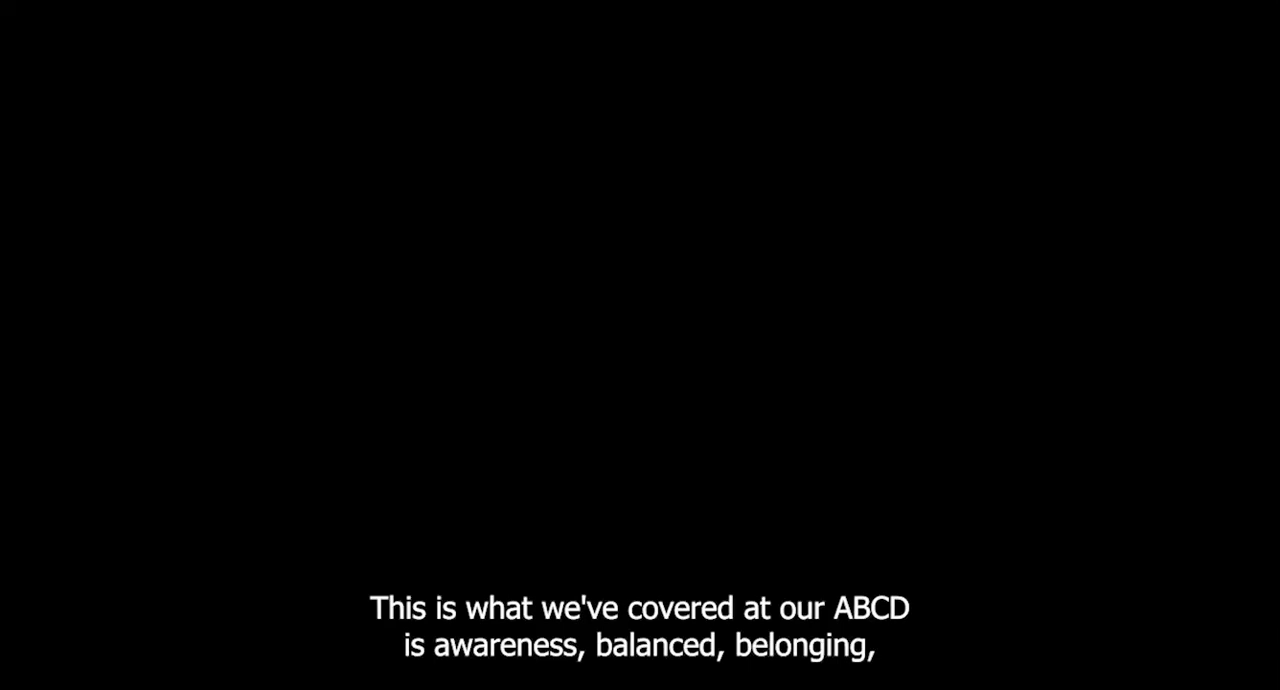 This is what we've covered at our ABCD
is awareness, balanced, belonging,